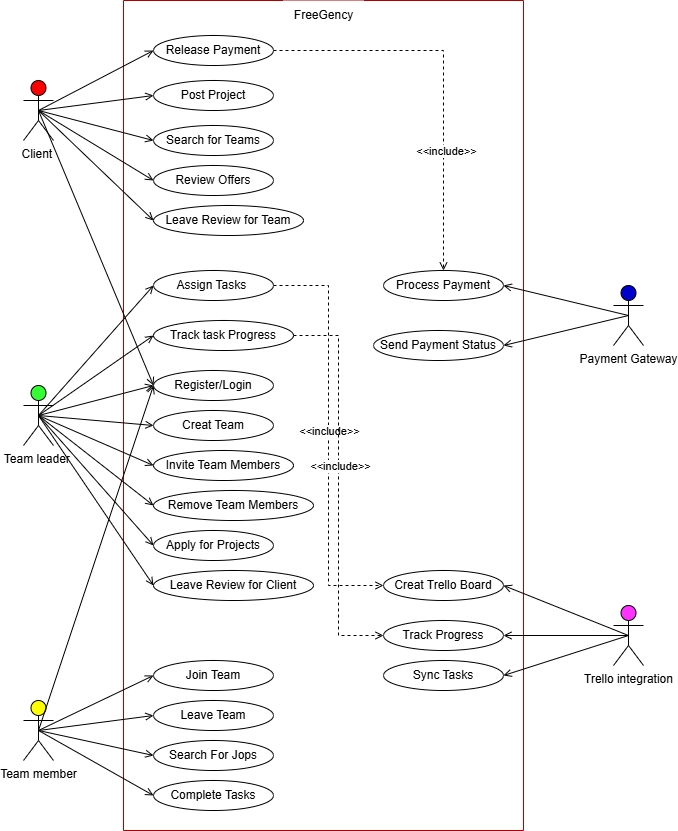 FreeGency
Release Payment
Post Project
Client
Search for Teams
<<include>>
Review Offers
Leave Review for Team
Assign Tasks
Process Payment
Track task Progress
Send Payment Status
Payment Gateway
Register/Login
Creat Team
<<include>>
Team leader
Invite Team Members
<<include>>
Remove Team Members
Apply for Projects
Leave Review for Client
Creat Trello Board
Track Progress
Join Team
Sync Tasks
Trello integration
Leave Team
Search For Jops
Team member
Complete Tasks